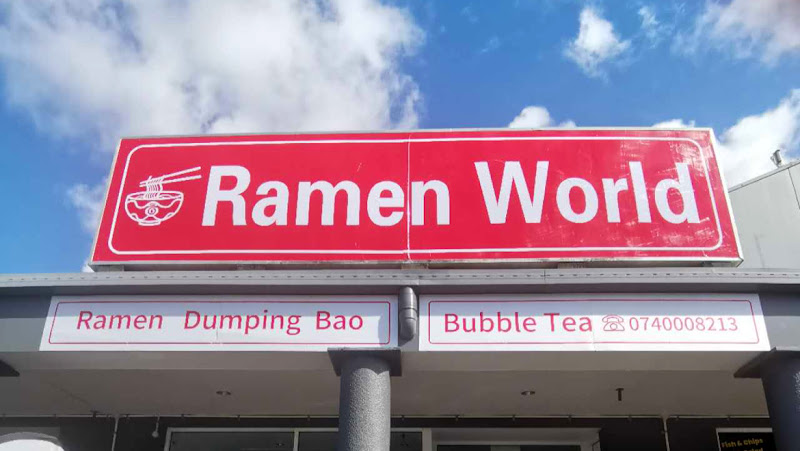 Ramen World
Ramen Dumping Bao
Bubble Tea ☏0740008213
Fish & Chips